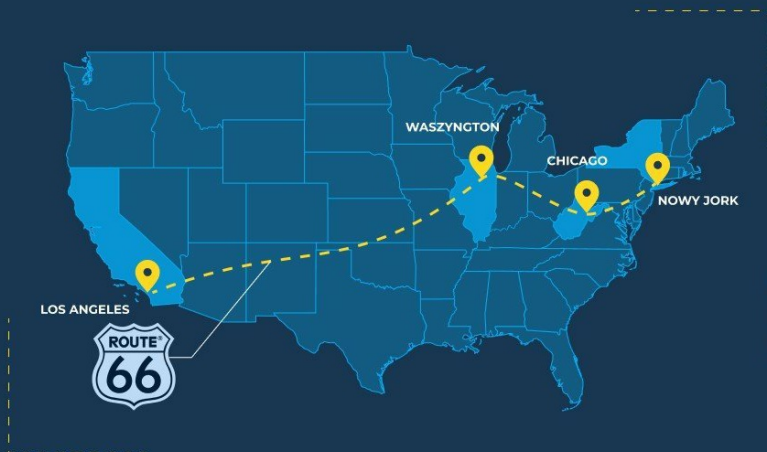 WASZYNGTON
CHICAGO
NOWY JORK
LOS ANGELES
ROUTE®
66